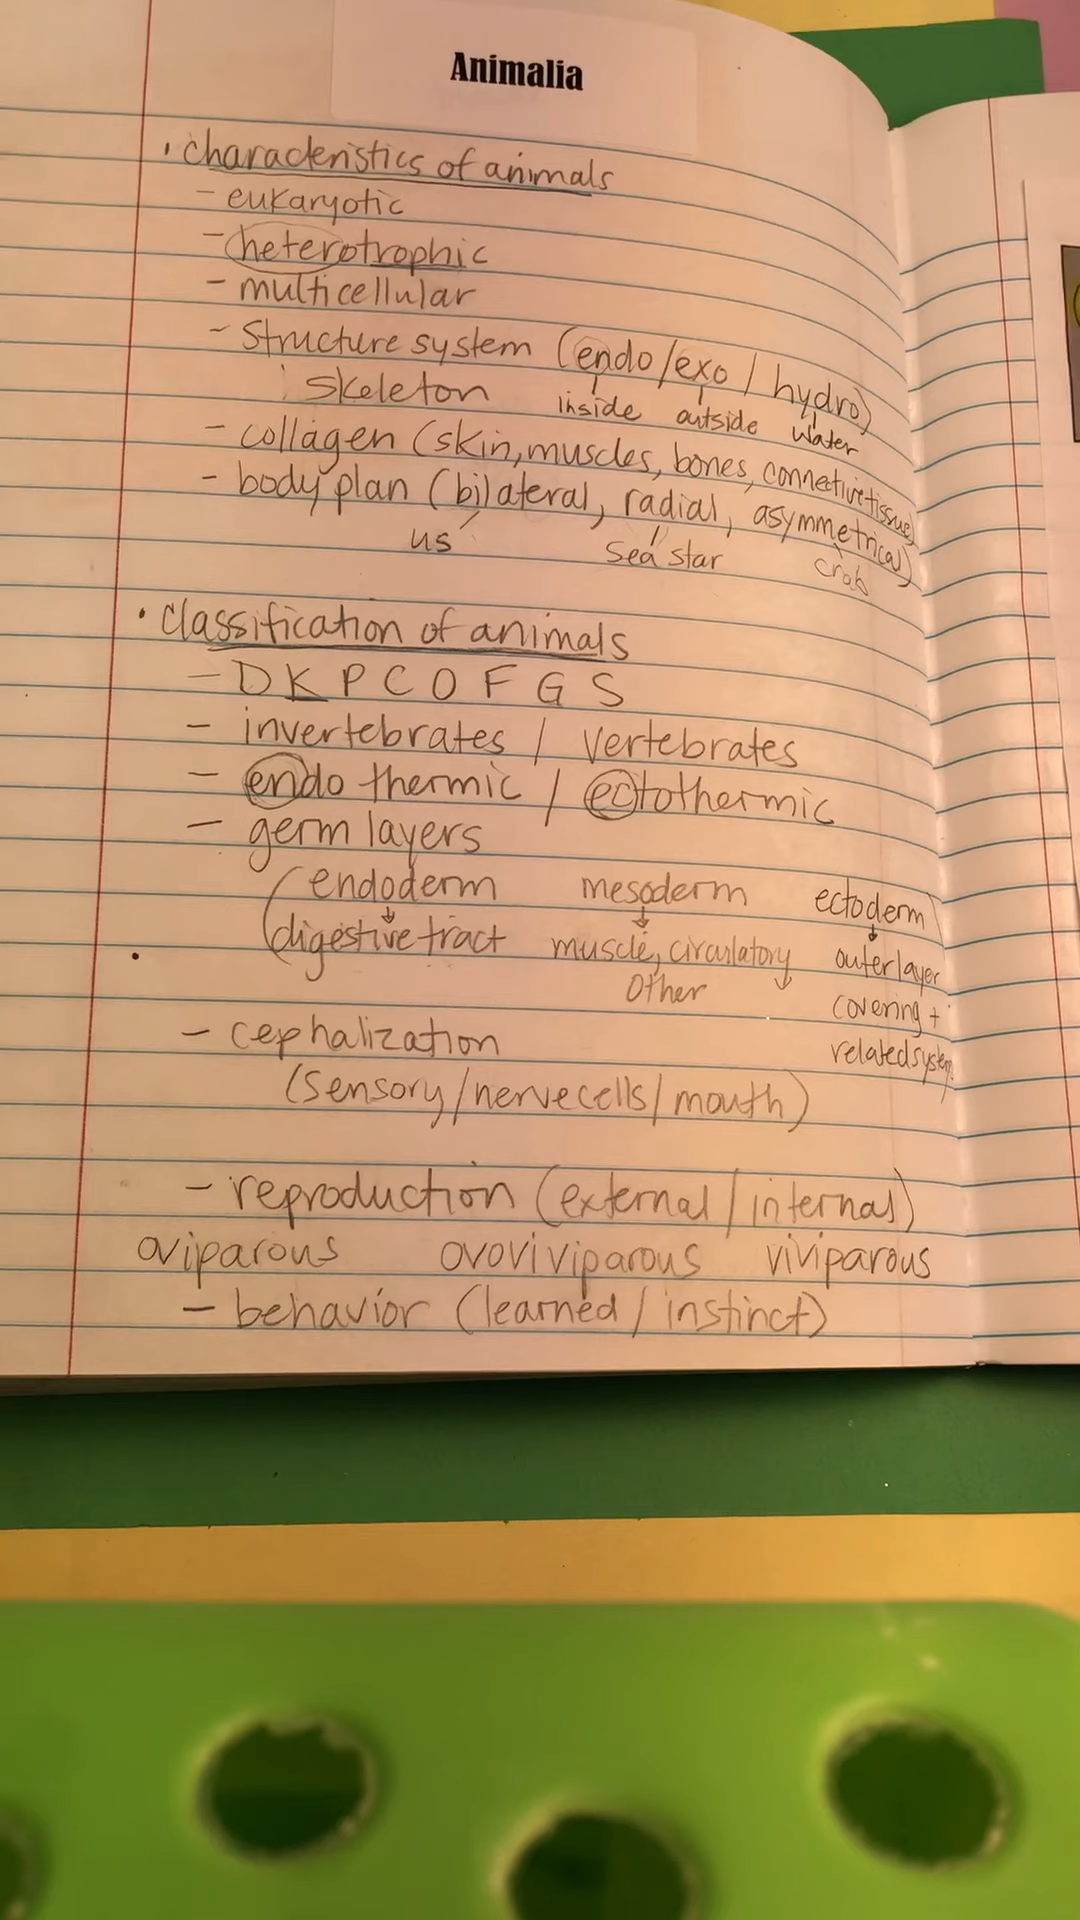 Animalia
• characteristics of animals
- eukaryotic
- heterotrophic
- multicellular
- structure system (endo/exo / hydro)
skeleton inside outside water
- collagen (skin, muscles, bones, connective tissue)
- body plan (bilateral, radial, asymmetrical)
us sea star crab
• classification of animals
- D K P C O F G S
- invertebrates / vertebrates
- endothermic / ectothermic
- germ layers
(endoderm mesoderm ectoderm)
digestive tract muscle, circulatory outer layer
other covering +
related system
- cephalization
(sensory/nerve cells/mouth)
- reproduction (external/internal)
oviparous ovoviviparous viviparous
- behavior (learned/instinct)